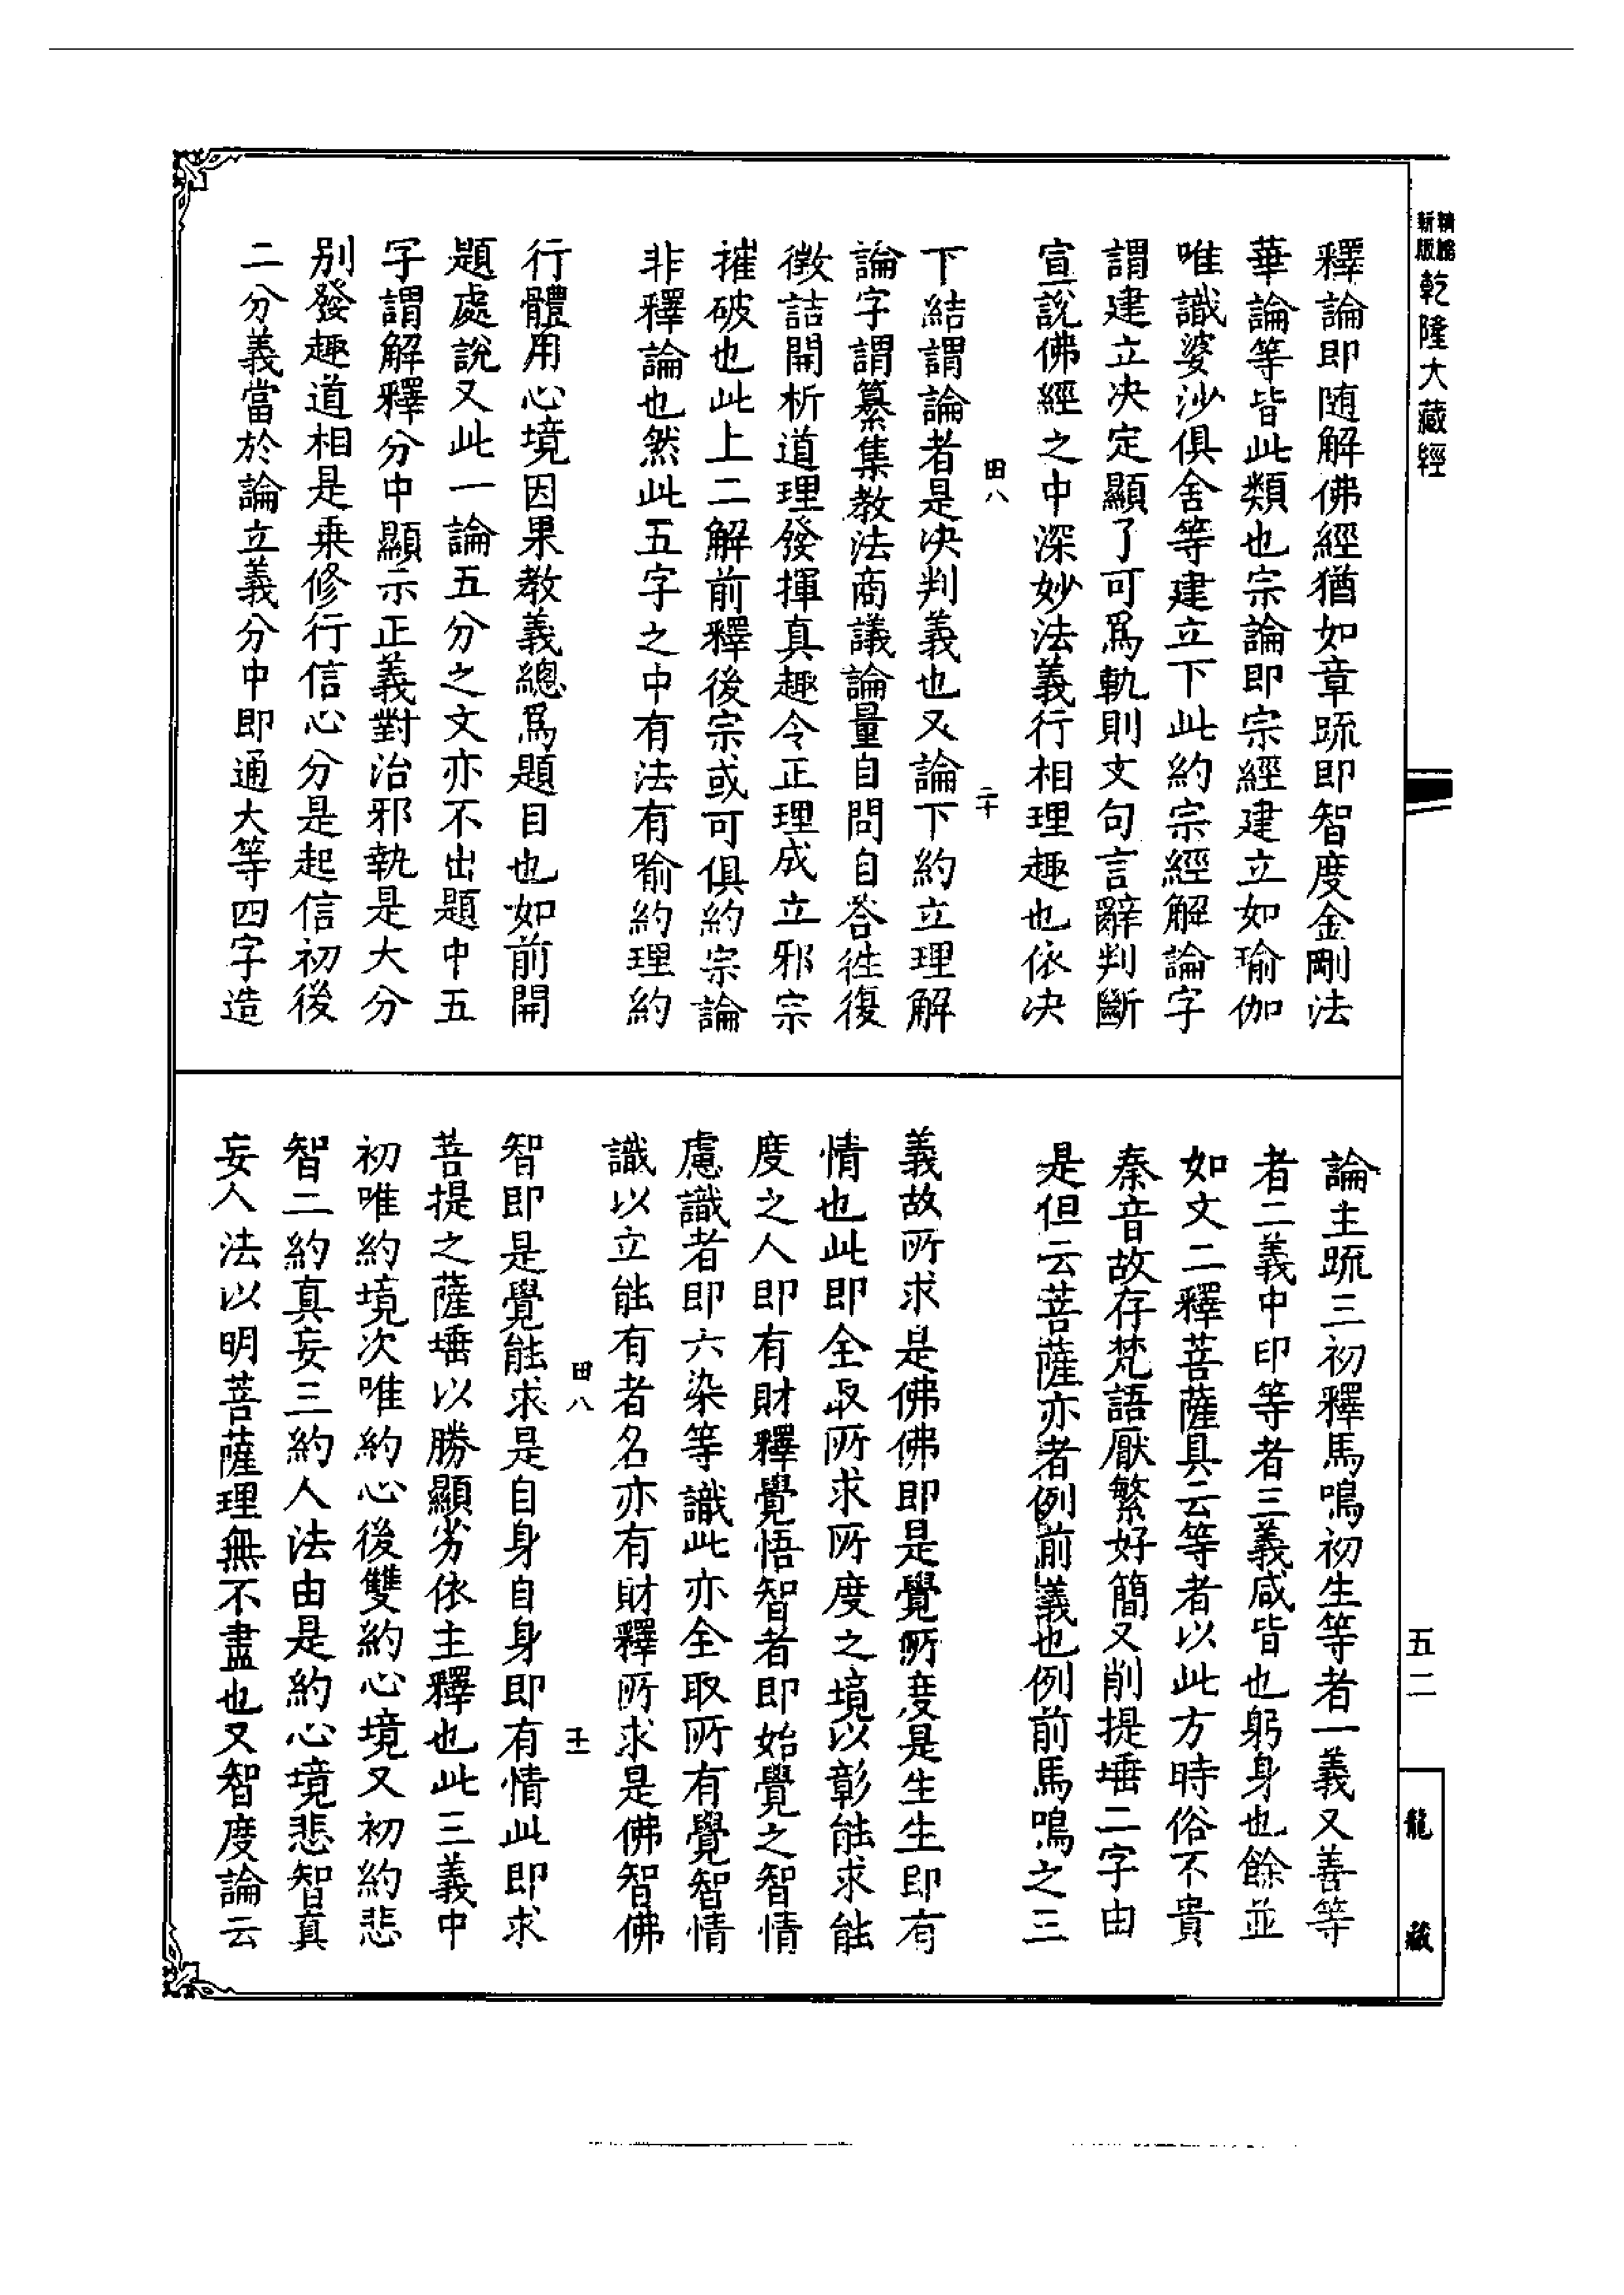 精縮
新版
乾隆大藏經
釋論即随解佛經猶如章䟽即智度金剛法
華論等皆此類也宗論即宗經建立如瑜伽
唯識婆沙俱舍等建立下此約宗經解論字
謂建立决定顯了可爲軌則文句言辭判斷
宣說佛經之中深妙法義行相理趣也依决
田八
二十
下結謂論者是决判義也又論下約立理解
論字謂纂集教法商議論量自問自荅徃復
徴詰開析道理發揮真趣令正理成立邪宗
摧破也此上二解前釋後宗或可俱約宗論
非釋論也然此五字之中有法有喻約理約
行體用心境因果教義總爲題目也如前開
題處說又此一論五分之文亦不出題中五
字謂解釋分中顯示正義對治邪執是大分
別發趣道相是乗修行信心分是起信初後
二分義當於論立義分中即通大等四字造
論主䟽三初釋馬鳴初生等者一義又善等
者二義中印等者三義咸皆也躬身也餘並
如文二釋菩薩具云等者以此方時俗不貴
秦音故存梵語厭繁好簡又削提埵二字由
是但云菩薩亦者例前義也例前馬鳴之三
義故所求是佛佛即是覺所度是生生即有
情也此即全取所求所度之境以彰能求能
度之人即有財釋覺悟智者即始覺之智情
慮識者即六染等識此亦全取所有覺智情
識以立能有者名亦有財釋所求是佛智佛
田八
二十一
智即是覺能求是自身自身即有情此即求
菩提之薩埵以勝顯劣依主釋也此三義中
初唯約境次唯約心後雙約心境又初約悲
智二約真妄三約人法由是約心境悲智真
妄人法以明菩薩理無不盡也又智度論云
五二
龍藏